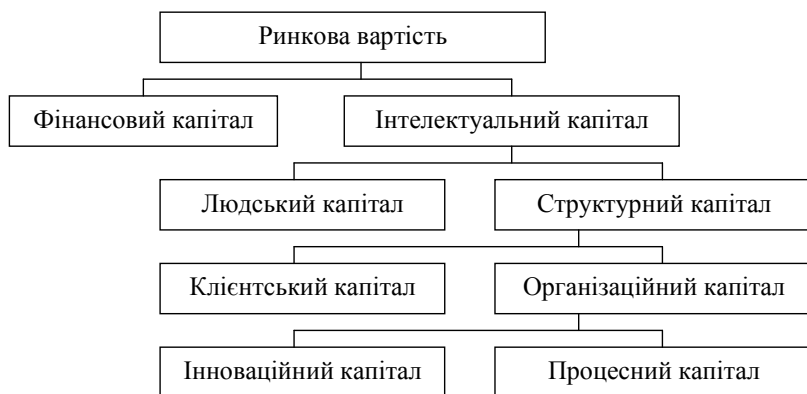 Ринкова вартість
Фінансовий капітал
Інтелектуальний капітал
Людський капітал
Структурний капітал
Клієнтський капітал
Організаційний капітал
Інноваційний капітал
Процесний капітал